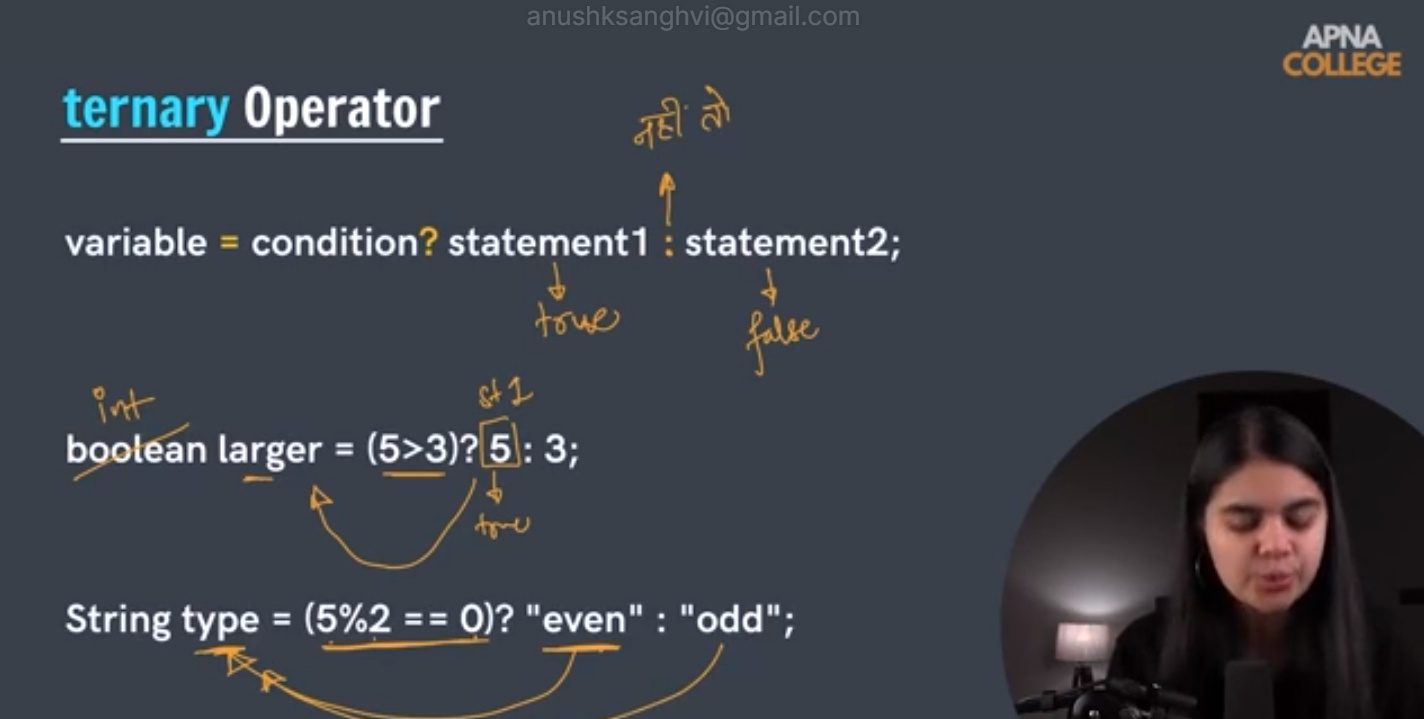 anushksanghvi@gmail.com
APNA
COLLEGE
ternary Operator
नहीं तो
variable = condition? statement1 : statement2;
true
false
int
st 1
boolean larger = (5>3)? 5 : 3;
true
String type = (5%2 == 0)? "even" : "odd";